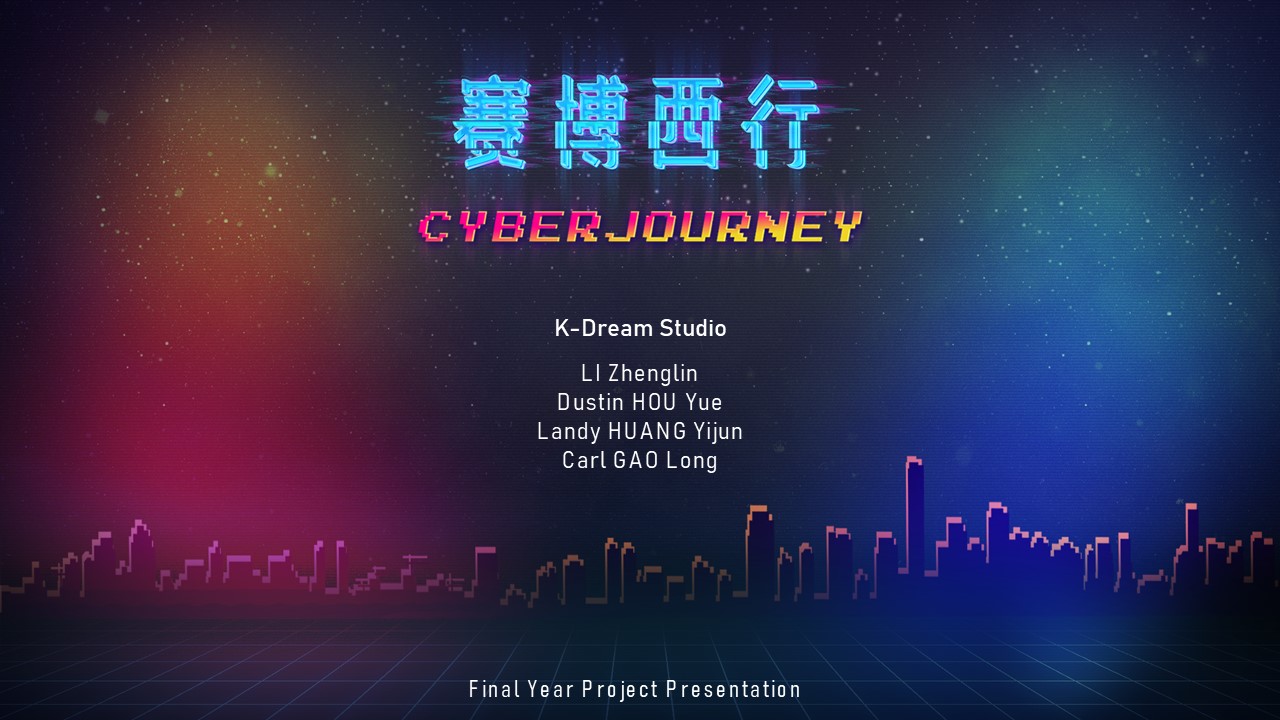 赛博西行
CYBERJOURNEY
K-Dream Studio
LI Zhenglin
Dustin HOU Yue
Landy HUANG Yijun
Carl GAO Long
Final Year Project Presentation